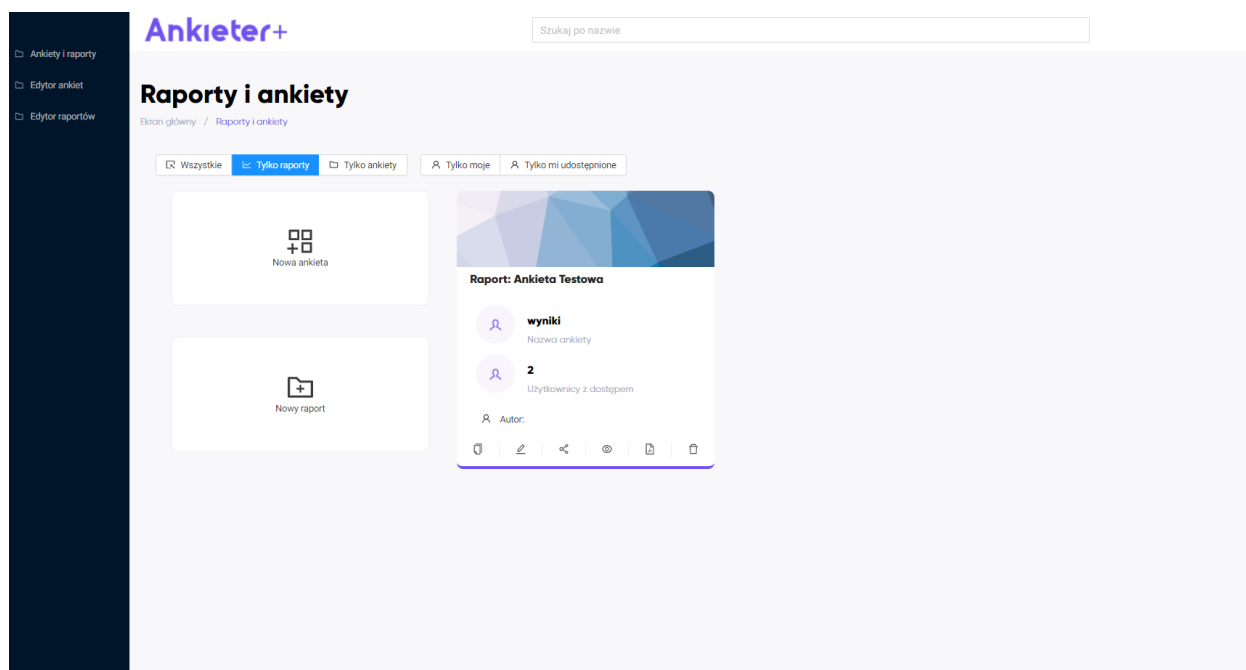 Ankieter+
Szukaj po nazwie
Ankiety i raporty
Edytor ankiet
Edytor raportów
Raporty i ankiety
Ekran główny / Raporty i ankiety
Wszystkie Tylko raporty Tylko ankiety Tylko moje Tylko mi udostępnione
Nowa ankieta
Nowy raport
Raport: Ankieta Testowa
wyniki
Nazwa ankiety
2
Użytkownicy z dostępem
Autor: